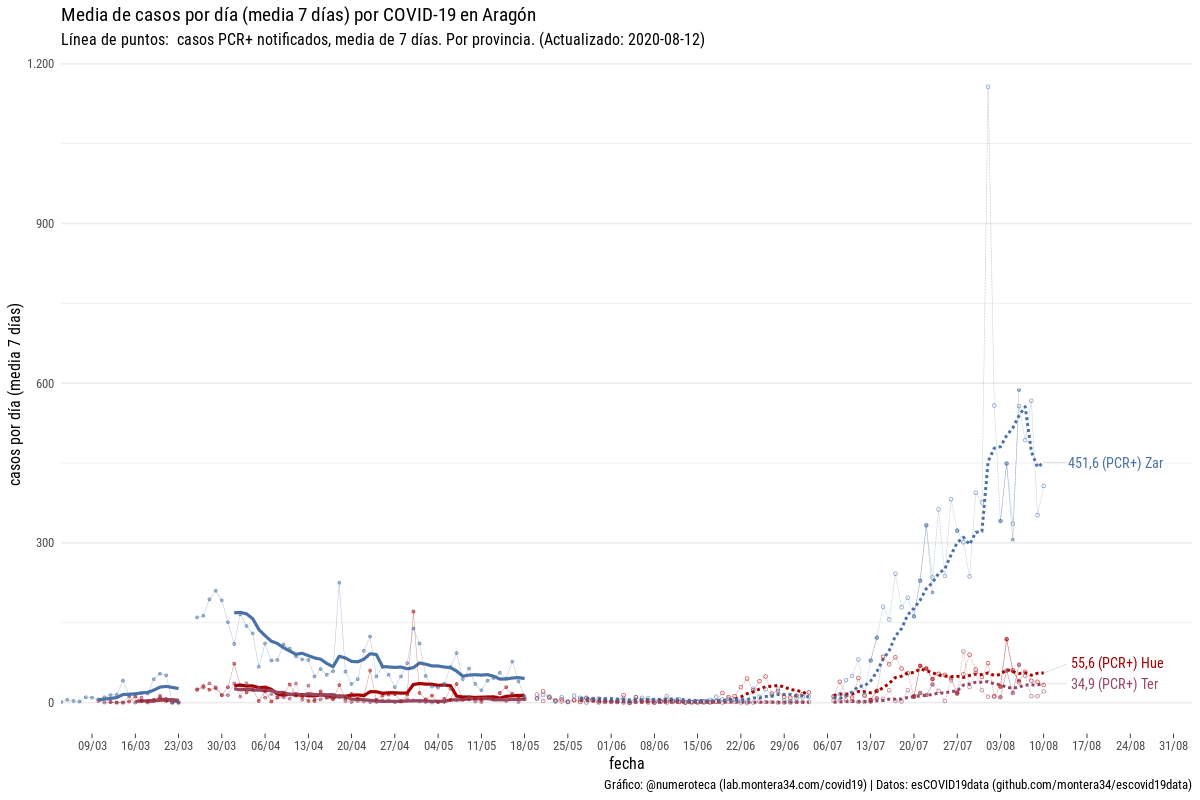 Media de casos por día (media 7 días) por COVID-19 en Aragón
Línea de puntos:  casos PCR+ notificados, media de 7 días. Por provincia. (Actualizado: 2020-08-12)
casos por día (media 7 días)
1.200
900
600
300
0
451,6 (PCR+) Zar
55,6 (PCR+) Hue
34,9 (PCR+) Ter
09/03 16/03 23/03 30/03 06/04 13/04 20/04 27/04 04/05 11/05 18/05 25/05 01/06 08/06 15/06 22/06 29/06 06/07 13/07 20/07 27/07 03/08 10/08 17/08 24/08 31/08
fecha
Gráfico: @numeroteca (lab.montera34.com/covid19) | Datos: esCOVID19data (github.com/montera34/escovid19data)